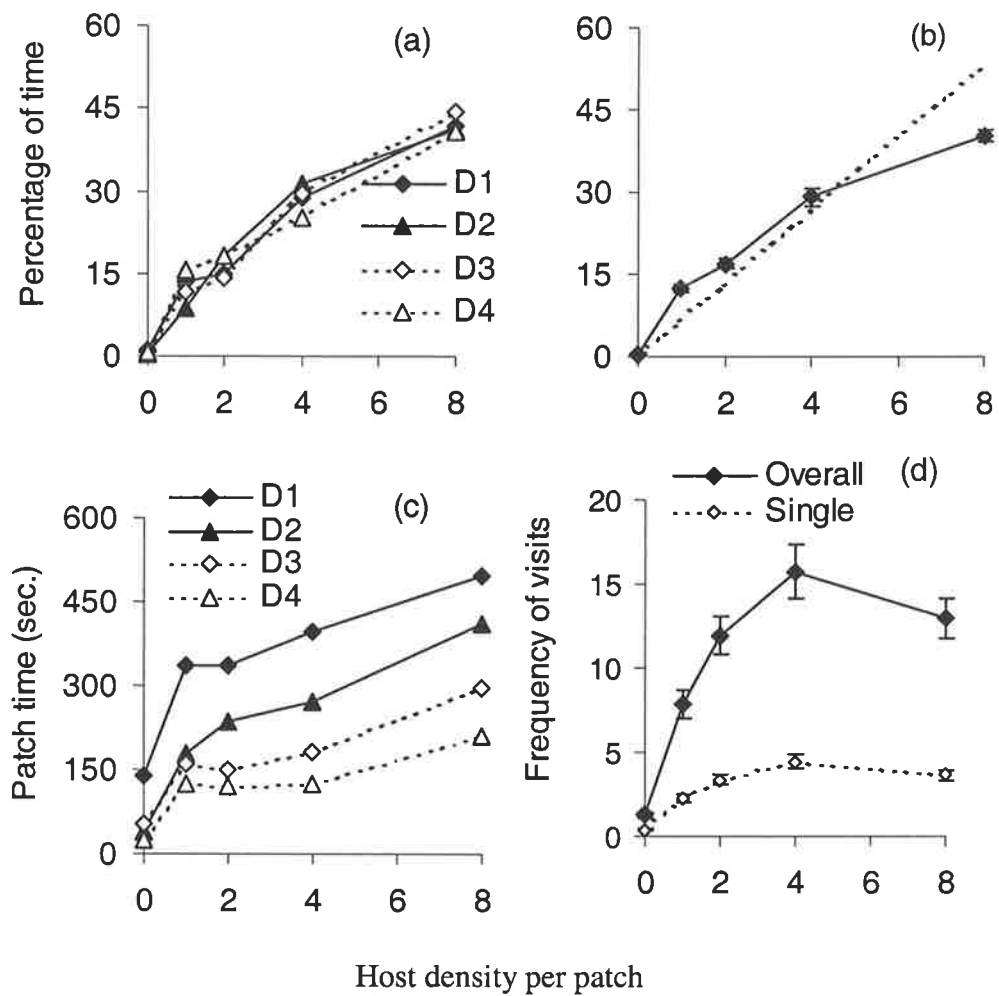 (a)
Percentage of time
60
45
30
15
0
0 2 4 6 8
D1
D2
D3
D4
(b)
60
45
30
15
0
0 2 4 6 8
(c)
Patch time (sec.)
600
450
300
150
0
0 2 4 6 8
D1
D2
D3
D4
(d)
Overall
Single
Frequency of visits
20
15
10
5
0
0 2 4 6 8
Host density per patch